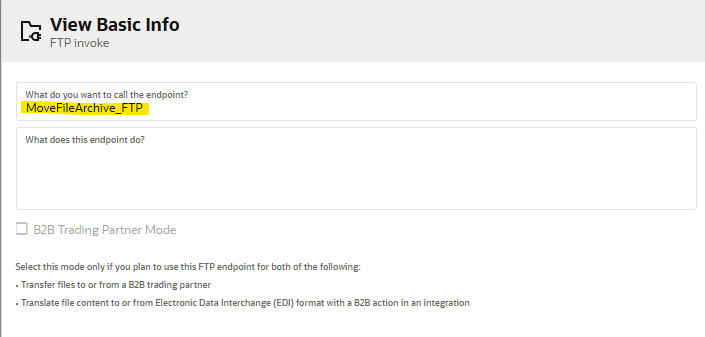 View Basic Info
FTP invoke
What do you want to call the endpoint?
MoveFileArchive_FTP
What does this endpoint do?
B2B Trading Partner Mode
Select this mode only if you plan to use this FTP endpoint for both of the following:
• Transfer files to or from a B2B trading partner
• Translate file content to or from Electronic Data Interchange (EDI) format with a B2B action in an integration